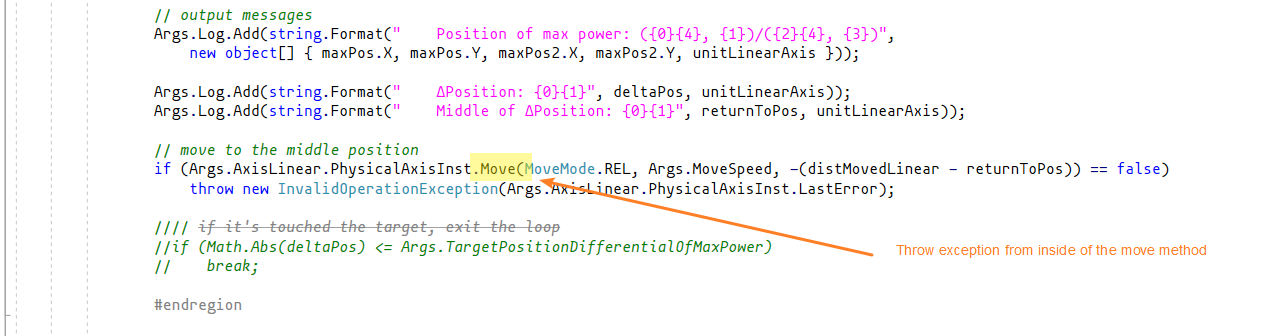 // output messages
Args.Log.Add(string.Format("    Position of max power: ({0}{4}, {1})/({2}{4}, {3})",
    new object[] { maxPos.X, maxPos.Y, maxPos2.X, maxPos2.Y, unitLinearAxis }));
Args.Log.Add(string.Format("    ΔPosition: {0}{1}", deltaPos, unitLinearAxis));
Args.Log.Add(string.Format("    Middle of ΔPosition: {0}{1}", returnToPos, unitLinearAxis));
// move to the middle position
if (Args.AxisLinear.PhysicalAxisInst.Move(MoveMode.REL, Args.MoveSpeed, -(distMovedLinear - returnToPos)) == false)
    throw new InvalidOperationException(Args.AxisLinear.PhysicalAxisInst.LastError);
//// if it's touched the target, exit the loop
//if (Math.Abs(deltaPos) <= Args.TargetPositionDifferentialOfMaxPower)
//    break;
Throw exception from inside of the move method
#endregion